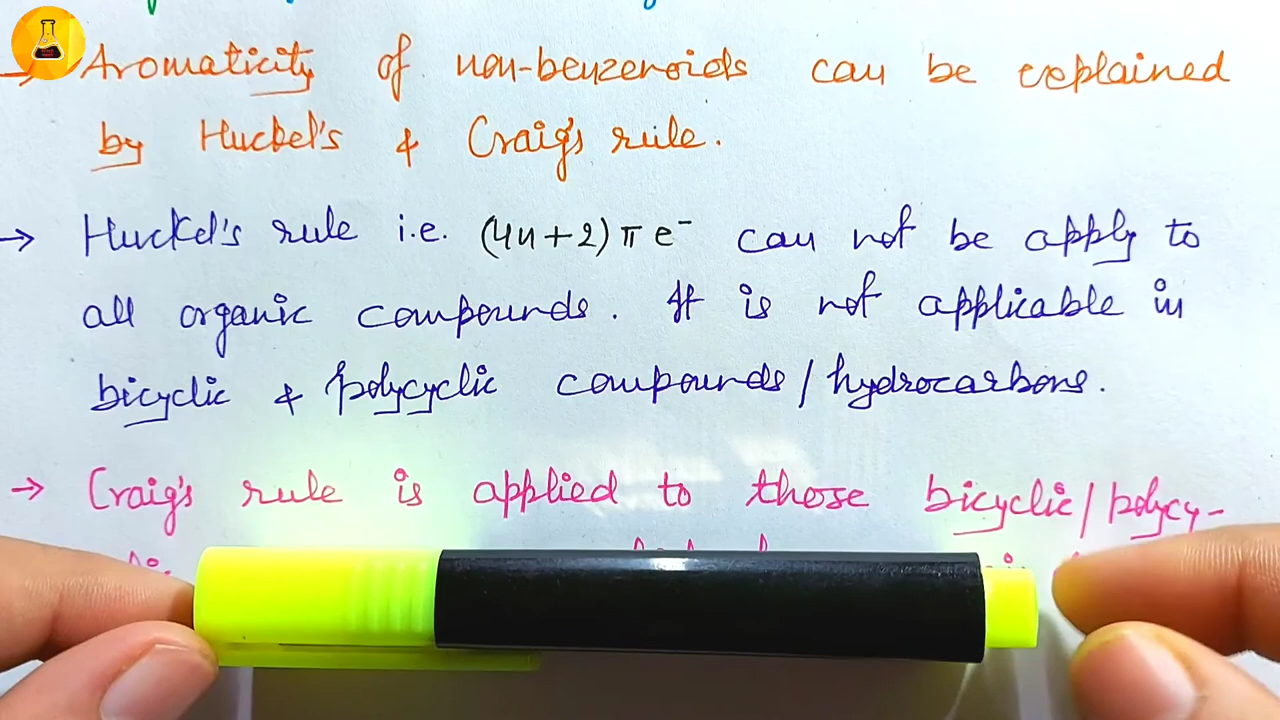 → Aromaticity of non-benzenoids can be explained
by Huckel's & Craig's rule.
→ Huckel's rule i.e. (4n+2) π e⁻ can not be apply to
all organic compounds. It is not applicable in
bicyclic & polycyclic compounds/hydrocarbons.
→ Craig's rule is applied to those bicyclic/polycy-